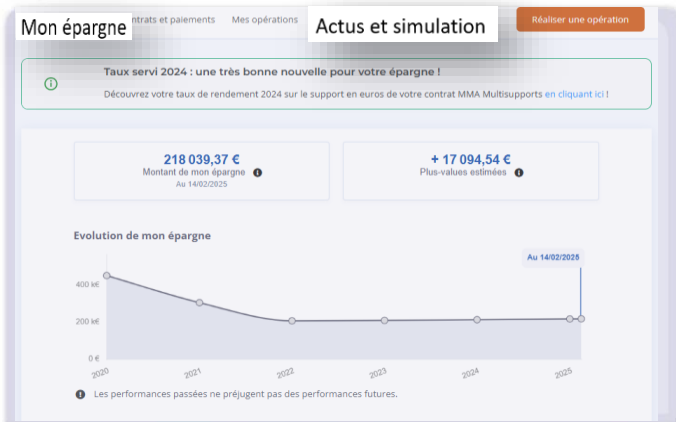 Mon épargne
ntrats et paiements
Mes opérations
Actus et simulation
Réaliser une opération
Taux servi 2024 : une très bonne nouvelle pour votre épargne !
Découvrez votre taux de rendement 2024 sur le support en euros de votre contrat MMA Multisupports en cliquant ici !
218 039,37 €
Montant de mon épargne
Au 14/02/2025
+ 17 094,54 €
Plus-values estimées
Evolution de mon épargne
Au 14/02/2025
400 k€
200 k€
0 €
2020 2021 2022 2023 2024 2025
Les performances passées ne préjugent pas des performances futures.